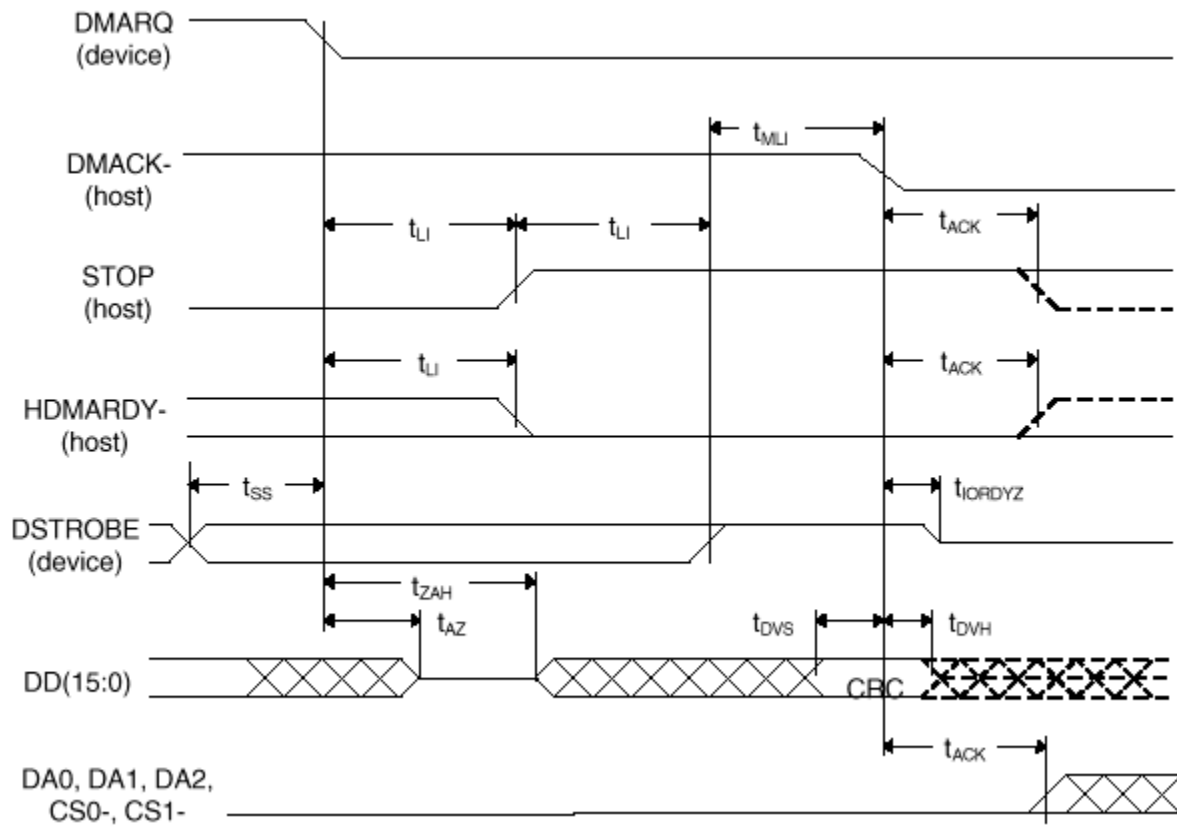 DMARQ
(device)
tMLI
DMACK-
(host)
tLI
tLI
tACK
STOP
(host)
tLI
tACK
HDMARDY-
(host)
tSS
tIORDYZ
DSTROBE
(device)
tZAH
tAZ
tDVS
tDVH
DD(15:0)
CRC
tACK
DA0, DA1, DA2,
CS0-, CS1-